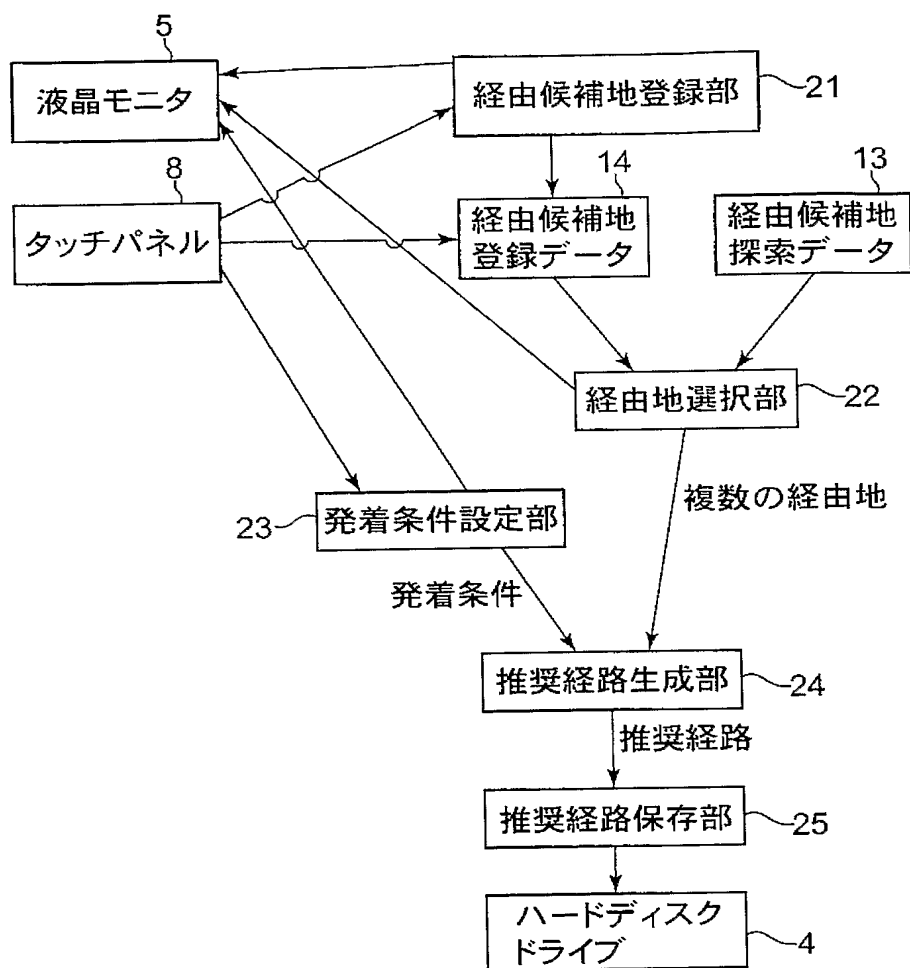 5
液晶モニタ
経由候補地登録部
21
8
タッチパネル
14
経由候補地
登録データ
13
経由候補地
探索データ
経由地選択部
22
複数の経由地
23
発着条件設定部
発着条件
推奨経路生成部
24
推奨経路
推奨経路保存部
25
ハードディスク
ドライブ
4